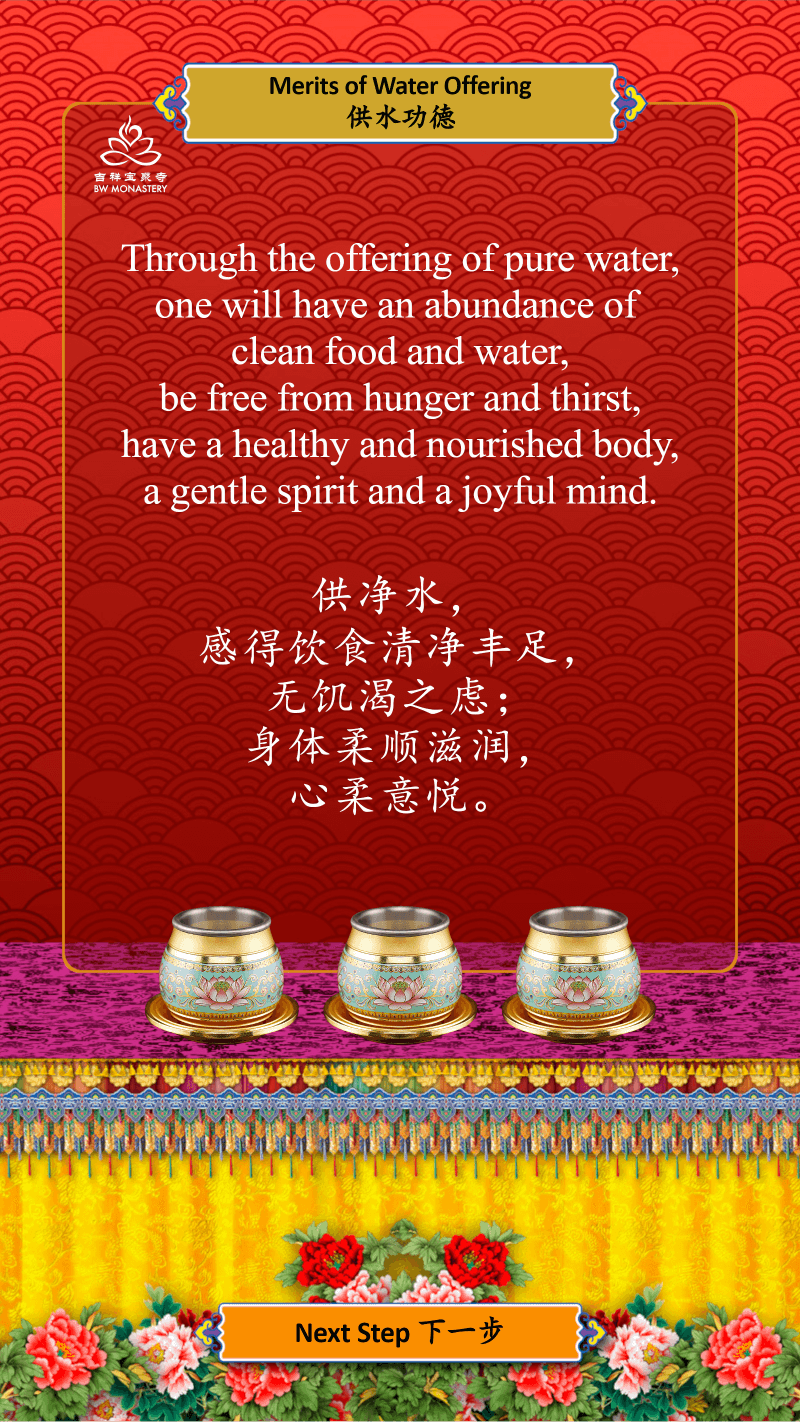 Merits of Water Offering
供水功德
吉祥宝聚寺
BW MONASTERY
Through the offering of pure water,
one will have an abundance of
clean food and water,
be free from hunger and thirst,
have a healthy and nourished body,
a gentle spirit and a joyful mind.
供净水，
感得饮食清净丰足，
无饥渴之虑；
身体柔顺滋润，
心柔意悦。
Next Step 下一步